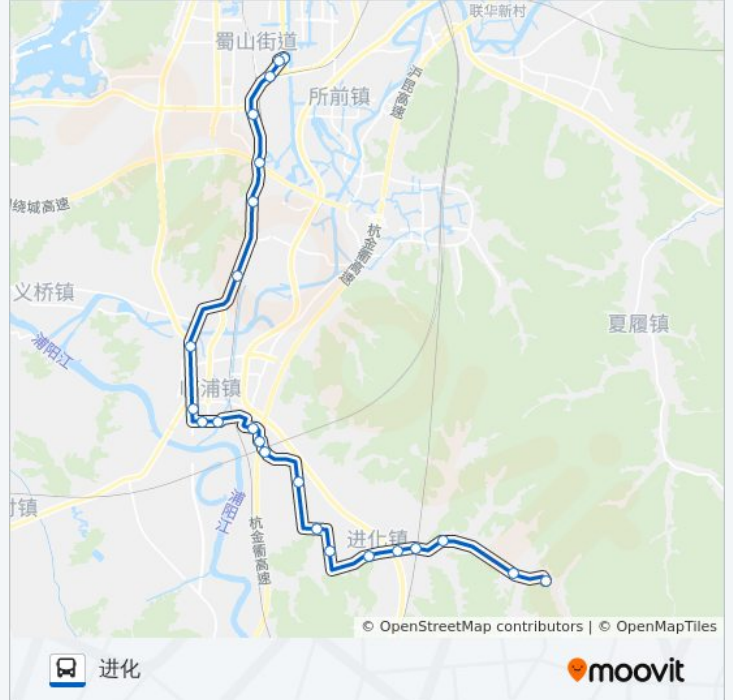 联华新村
蜀山街道
沪昆高速
所前镇
绕城高速
杭金衢高速
义桥镇
夏履镇
浦阳江
浦镇
浦阳江
镇
杭金衢高速
进化镇
© OpenStreetMap contributors | © OpenMapTiles
进化
moovit